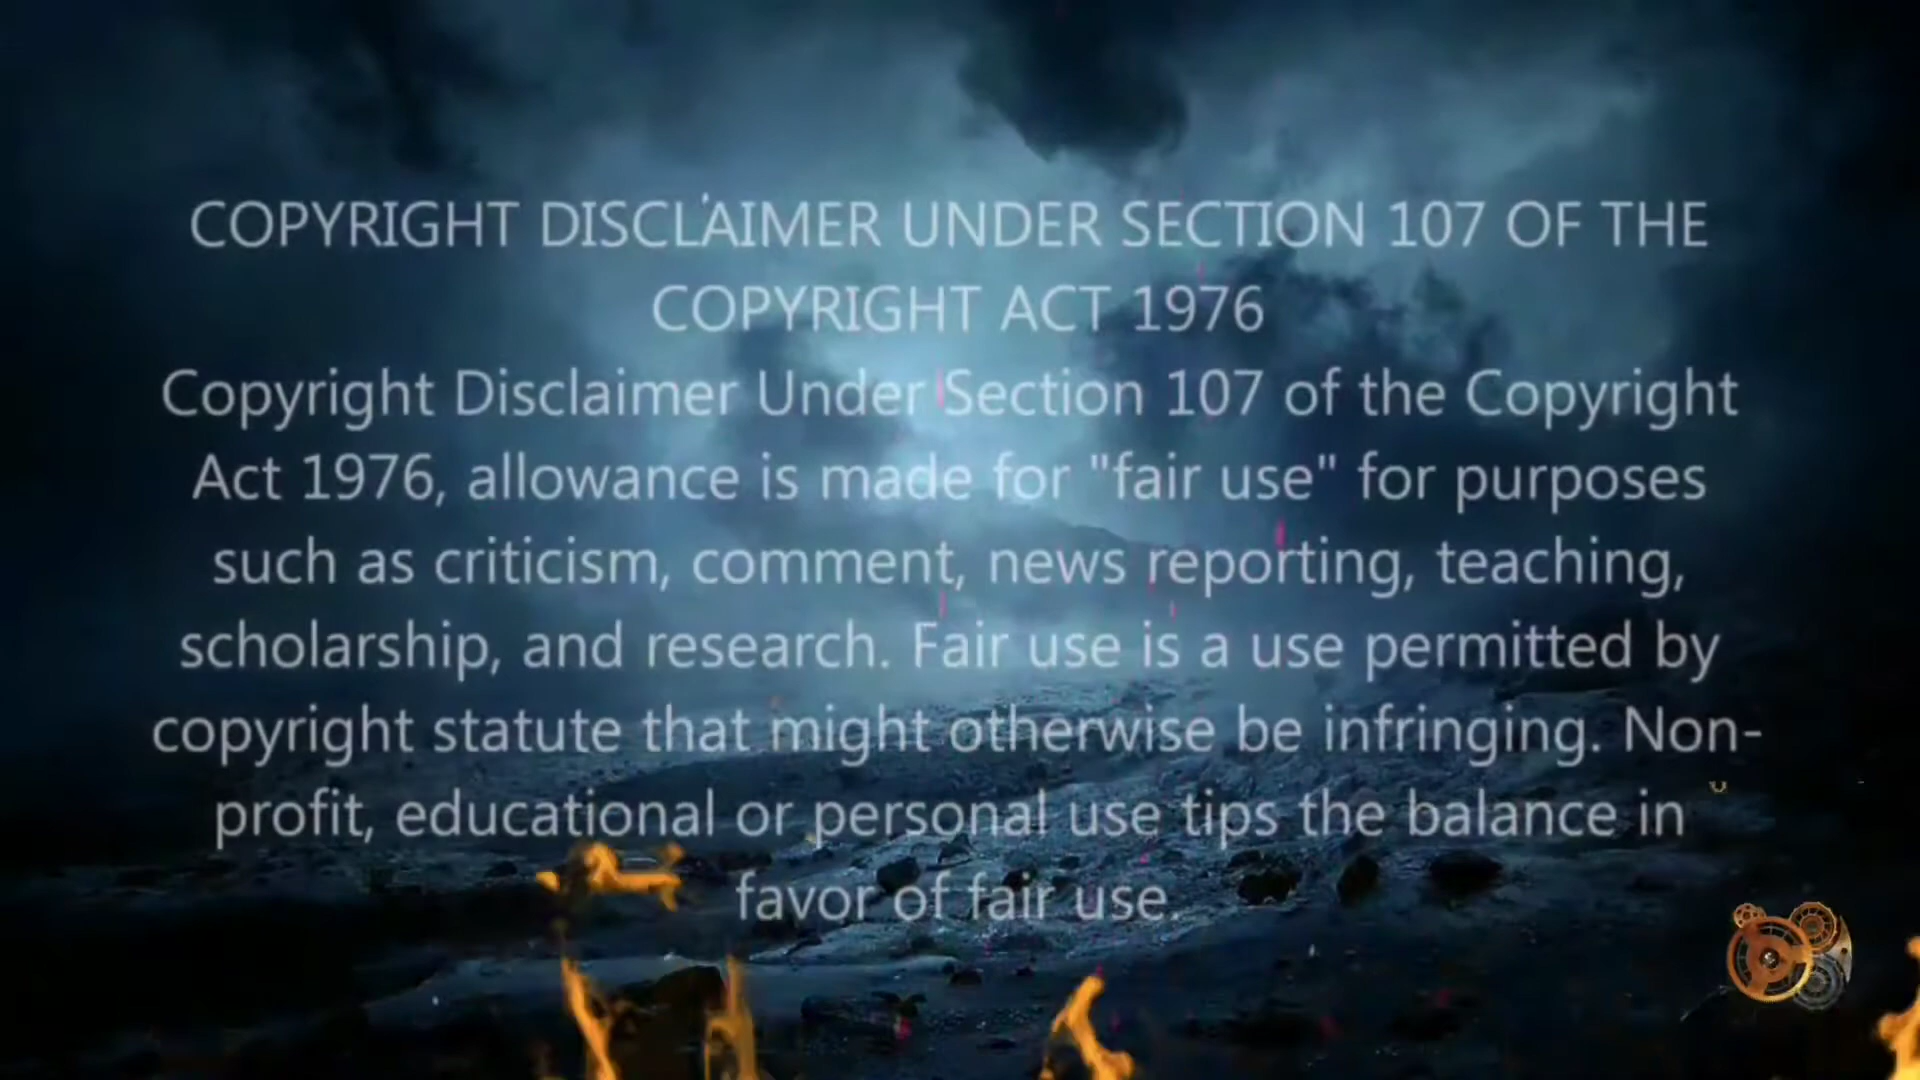 COPYRIGHT DISCLAIMER UNDER SECTION 107 OF THE
COPYRIGHT ACT 1976
Copyright Disclaimer Under Section 107 of the Copyright
Act 1976, allowance is made for "fair use" for purposes
such as criticism, comment, news reporting, teaching,
scholarship, and research. Fair use is a use permitted by
copyright statute that might otherwise be infringing. Non-
profit, educational or personal use tips the balance in
favor of fair use.